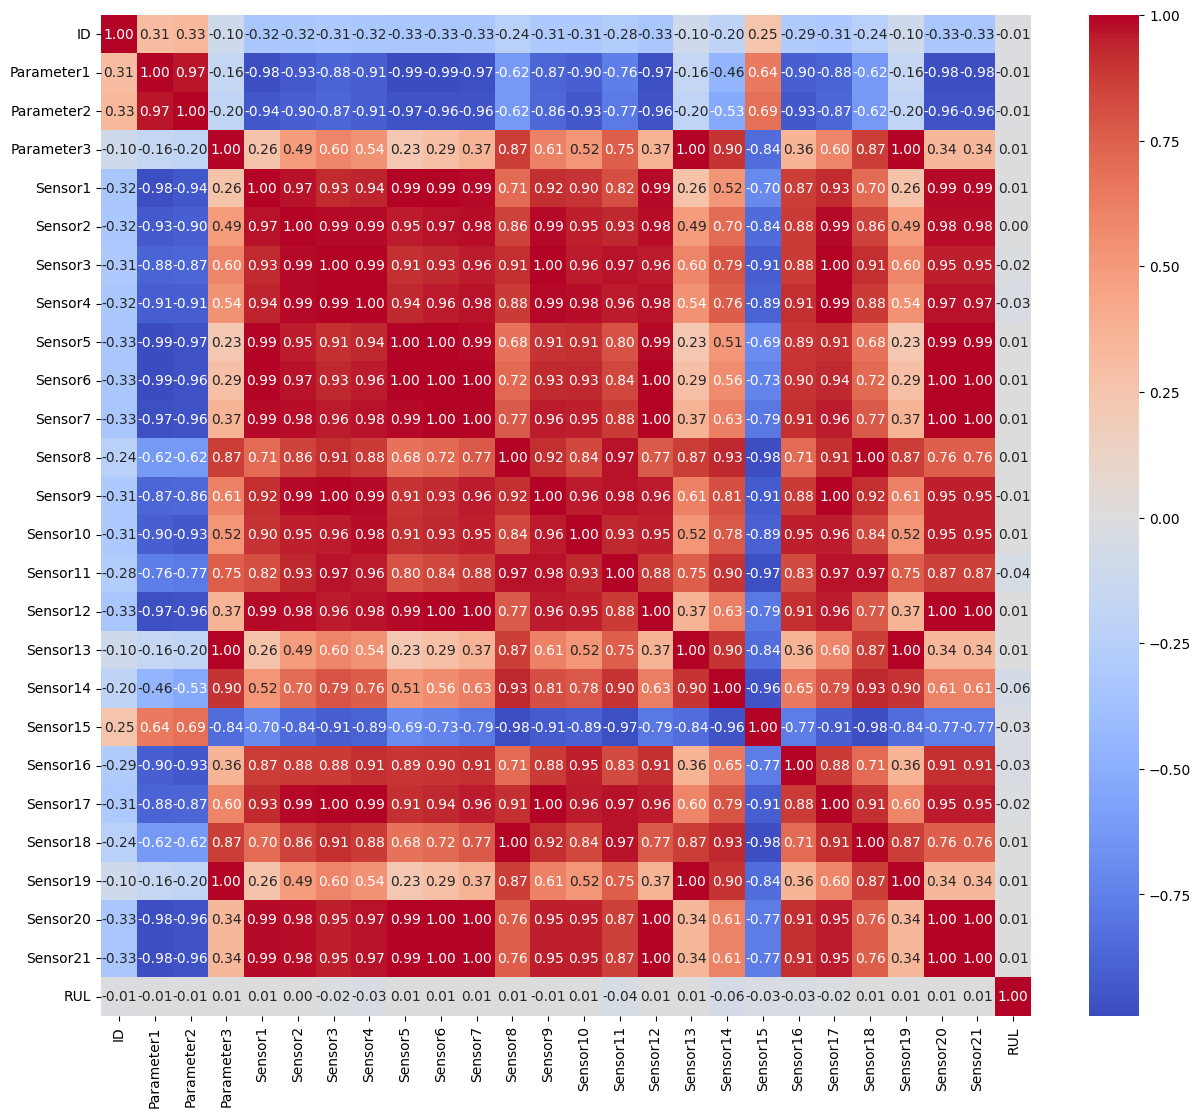 ID 1.00 0.31 0.33 -0.10 -0.32 -0.32 -0.31 -0.32 -0.33 -0.33 -0.33 -0.24 -0.31 -0.31 -0.28 -0.33 -0.10 -0.20 0.25 -0.29 -0.31 -0.24 -0.10 -0.33 -0.33 -0.01
Parameter1 0.31 1.00 0.97 -0.16 -0.98 -0.93 -0.88 -0.91 -0.99 -0.99 -0.97 -0.62 -0.87 -0.90 -0.76 -0.97 -0.16 -0.46 0.64 -0.90 -0.88 -0.62 -0.16 -0.98 -0.98 -0.01
Parameter2 0.33 0.97 1.00 -0.20 -0.94 -0.90 -0.87 -0.91 -0.97 -0.96 -0.96 -0.62 -0.86 -0.93 -0.77 -0.96 -0.20 -0.53 0.69 -0.93 -0.87 -0.62 -0.20 -0.96 -0.96 -0.01
Parameter3 -0.10 -0.16 -0.20 1.00 0.26 0.49 0.60 0.54 0.23 0.29 0.37 0.87 0.61 0.52 0.75 0.37 1.00 0.90 -0.84 0.36 0.60 0.87 1.00 0.34 0.34 0.01
Sensor1 -0.32 -0.98 -0.94 0.26 1.00 0.97 0.93 0.94 0.99 0.99 0.99 0.71 0.92 0.90 0.82 0.99 0.26 0.52 -0.70 0.87 0.93 0.70 0.26 0.99 0.99 0.01
Sensor2 -0.32 -0.93 -0.90 0.49 0.97 1.00 0.99 0.99 0.95 0.97 0.98 0.86 0.99 0.95 0.93 0.98 0.49 0.70 -0.84 0.88 0.99 0.86 0.49 0.98 0.98 0.00
Sensor3 -0.31 -0.88 -0.87 0.60 0.93 0.99 1.00 0.99 0.91 0.93 0.96 0.91 1.00 0.96 0.97 0.96 0.60 0.79 -0.91 0.88 1.00 0.91 0.60 0.95 0.95 -0.02
Sensor4 -0.32 -0.91 -0.91 0.54 0.94 0.99 0.99 1.00 0.94 0.96 0.98 0.88 0.99 0.98 0.96 0.98 0.54 0.76 -0.89 0.91 0.99 0.88 0.54 0.97 0.97 -0.03
Sensor5 -0.33 -0.99 -0.97 0.23 0.99 0.95 0.91 0.94 1.00 1.00 0.99 0.68 0.91 0.91 0.80 0.99 0.23 0.51 -0.69 0.89 0.91 0.68 0.23 0.99 0.99 0.01
Sensor6 -0.33 -0.99 -0.96 0.29 0.99 0.97 0.93 0.96 1.00 1.00 1.00 0.72 0.93 0.93 0.84 1.00 0.29 0.56 -0.73 0.90 0.94 0.72 0.29 1.00 1.00 0.01
Sensor7 -0.33 -0.97 -0.96 0.37 0.99 0.98 0.96 0.98 0.99 1.00 1.00 0.77 0.96 0.95 0.88 1.00 0.37 0.63 -0.79 0.91 0.96 0.77 0.37 1.00 1.00 0.01
Sensor8 -0.24 -0.62 -0.62 0.87 0.71 0.86 0.91 0.88 0.68 0.72 0.77 1.00 0.92 0.84 0.97 0.77 0.87 0.93 -0.98 0.71 0.91 1.00 0.87 0.76 0.76 0.01
Sensor9 -0.31 -0.87 -0.86 0.61 0.92 0.99 1.00 0.99 0.91 0.93 0.96 0.92 1.00 0.96 0.98 0.96 0.61 0.81 -0.91 0.88 1.00 0.92 0.61 0.95 0.95 -0.01
Sensor10 -0.31 -0.90 -0.93 0.52 0.90 0.95 0.96 0.98 0.91 0.93 0.95 0.84 0.96 1.00 0.93 0.95 0.52 0.78 -0.89 0.95 0.96 0.84 0.52 0.95 0.95 0.01
Sensor11 -0.28 -0.76 -0.77 0.75 0.82 0.93 0.97 0.96 0.80 0.84 0.88 0.97 0.98 0.93 1.00 0.88 0.75 0.90 -0.97 0.83 0.97 0.97 0.75 0.87 0.87 -0.04
Sensor12 -0.33 -0.97 -0.96 0.37 0.99 0.98 0.96 0.98 0.99 1.00 1.00 0.77 0.96 0.95 0.88 1.00 0.37 0.63 -0.79 0.91 0.96 0.77 0.37 1.00 1.00 0.01
Sensor13 -0.10 -0.16 -0.20 1.00 0.26 0.49 0.60 0.54 0.23 0.29 0.37 0.87 0.61 0.52 0.75 0.37 1.00 0.90 -0.84 0.36 0.60 0.87 1.00 0.34 0.34 0.01
Sensor14 -0.20 -0.46 -0.53 0.90 0.52 0.70 0.79 0.76 0.51 0.56 0.63 0.93 0.81 0.78 0.90 0.63 0.90 1.00 -0.96 0.65 0.79 0.93 0.90 0.61 0.61 -0.06
Sensor15 0.25 0.64 0.69 -0.84 -0.70 -0.84 -0.91 -0.89 -0.69 -0.73 -0.79 -0.98 -0.91 -0.89 -0.97 -0.79 -0.84 -0.96 1.00 -0.77 -0.91 -0.98 -0.84 -0.77 -0.77 -0.03
Sensor16 -0.29 -0.90 -0.93 0.36 0.87 0.88 0.88 0.91 0.89 0.90 0.91 0.71 0.88 0.95 0.83 0.91 0.36 0.65 -0.77 1.00 0.88 0.71 0.36 0.91 0.91 -0.03
Sensor17 -0.31 -0.88 -0.87 0.60 0.93 0.99 1.00 0.99 0.91 0.94 0.96 0.91 1.00 0.96 0.97 0.96 0.60 0.79 -0.91 0.88 1.00 0.91 0.60 0.95 0.95 -0.02
Sensor18 -0.24 -0.62 -0.62 0.87 0.70 0.86 0.91 0.88 0.68 0.72 0.77 1.00 0.92 0.84 0.97 0.77 0.87 0.93 -0.98 0.71 0.91 1.00 0.87 0.76 0.76 0.01
Sensor19 -0.10 -0.16 -0.20 1.00 0.26 0.49 0.60 0.54 0.23 0.29 0.37 0.87 0.61 0.52 0.75 0.37 1.00 0.90 -0.84 0.36 0.60 0.87 1.00 0.34 0.34 0.01
Sensor20 -0.33 -0.98 -0.96 0.34 0.99 0.98 0.95 0.97 0.99 1.00 1.00 0.76 0.95 0.95 0.87 1.00 0.34 0.61 -0.77 0.91 0.95 0.76 0.34 1.00 1.00 0.01
Sensor21 -0.33 -0.98 -0.96 0.34 0.99 0.98 0.95 0.97 0.99 1.00 1.00 0.76 0.95 0.95 0.87 1.00 0.34 0.61 -0.77 0.91 0.95 0.76 0.34 1.00 1.00 0.01
RUL -0.01 -0.01 -0.01 0.01 0.01 0.00 -0.02 -0.03 0.01 0.01 0.01 0.01 -0.01 0.01 -0.04 0.01 0.01 -0.06 -0.03 -0.03 -0.02 0.01 0.01 0.01 0.01 1.00
ID
Parameter1
Parameter2
Parameter3
Sensor1
Sensor2
Sensor3
Sensor4
Sensor5
Sensor6
Sensor7
Sensor8
Sensor9
Sensor10
Sensor11
Sensor12
Sensor13
Sensor14
Sensor15
Sensor16
Sensor17
Sensor18
Sensor19
Sensor20
Sensor21
RUL
1.00
0.75
0.50
0.25
0.00
−0.25
−0.50
−0.75